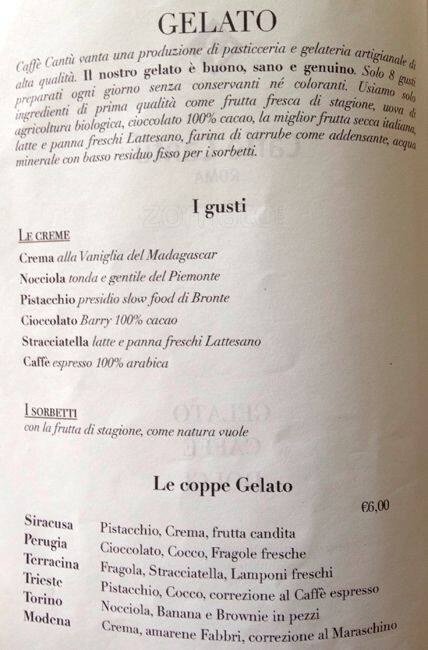 GELATO
Caffè Cantù vanta una produzione di pasticceria e gelateria artigianale di
alta qualità. Il nostro gelato è buono, sano e genuino. Solo 8 gusti
preparati ogni giorno senza conservanti né coloranti. Usiamo solo
ingredienti di prima qualità come frutta fresca di stagione, uova di
agricoltura biologica, cioccolato 100% cacao, la miglior frutta secca italiana,
latte e panna freschi Lattesano, farina di carrube come addensante, acqua
minerale con basso residuo fisso per i sorbetti.
I gusti
LE CREME
Crema alla Vaniglia del Madagascar
Nocciola tonda e gentile del Piemonte
Pistacchio presidio slow food di Bronte
Cioccolato Barry 100% cacao
Stracciatella latte e panna freschi Lattesano
Caffè espresso 100% arabica
I SORBETTI
con la frutta di stagione, come natura vuole
Le coppe Gelato
€6,00
Siracusa Pistacchio, Crema, frutta candita
Perugia Cioccolato, Cocco, Fragole fresche
Terracina Fragola, Stracciatella, Lamponi freschi
Trieste Pistacchio, Cocco, correzione al Caffè espresso
Torino Nocciola, Banana e Brownie in pezzi
Modena Crema, amarene Fabbri, correzione al Maraschino